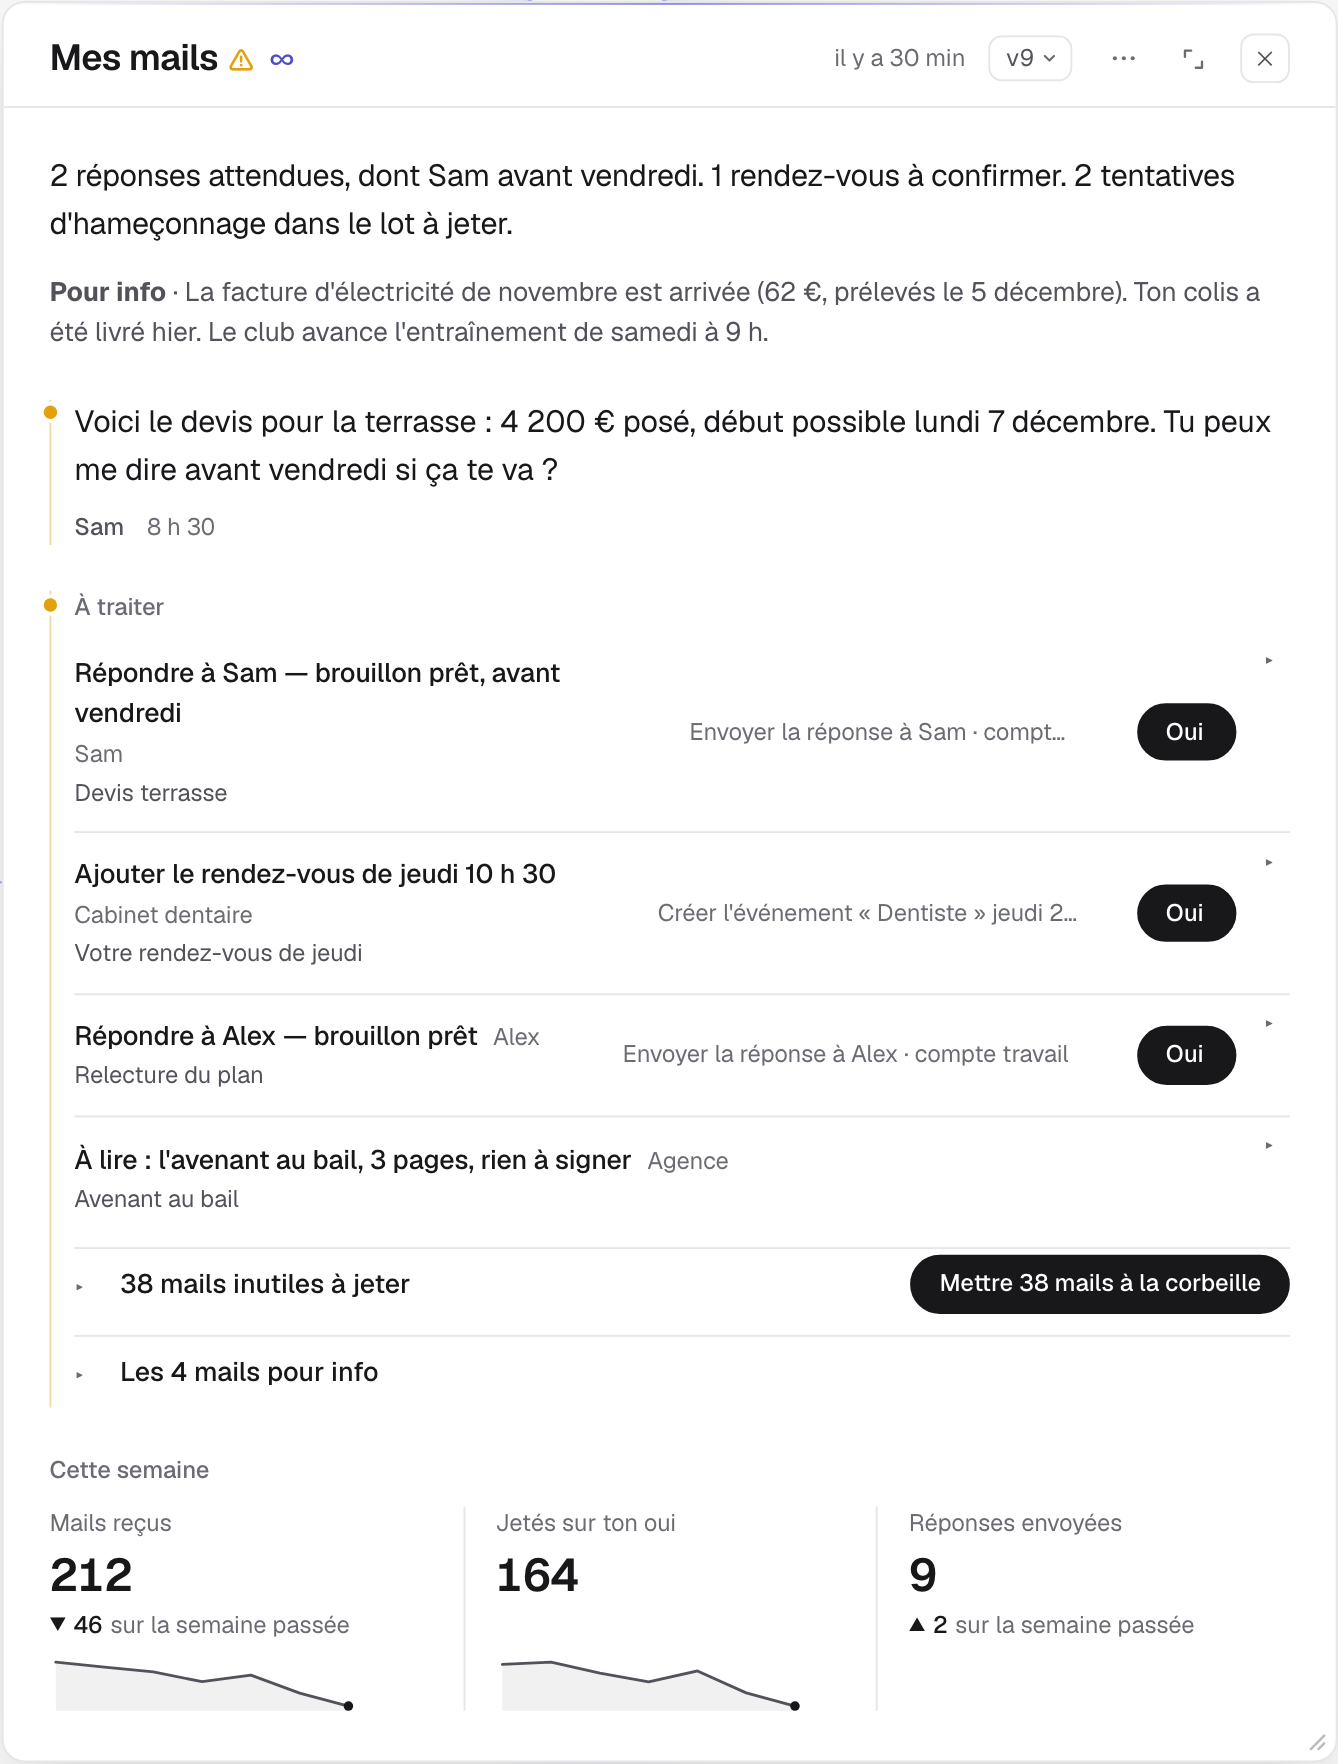 Mes mails
il y a 30 min
v9
2 réponses attendues, dont Sam avant vendredi. 1 rendez-vous à confirmer. 2 tentatives
d'hameçonnage dans le lot à jeter.
Pour info · La facture d'électricité de novembre est arrivée (62 €, prélevés le 5 décembre). Ton colis a
été livré hier. Le club avance l'entraînement de samedi à 9 h.
Voici le devis pour la terrasse : 4 200 € posé, début possible lundi 7 décembre. Tu peux
me dire avant vendredi si ça te va ?
Sam 8 h 30
À traiter
Répondre à Sam — brouillon prêt, avant
vendredi
Sam
Devis terrasse
Envoyer la réponse à Sam · compt…
Oui
Ajouter le rendez-vous de jeudi 10 h 30
Cabinet dentaire
Votre rendez-vous de jeudi
Créer l'événement « Dentiste » jeudi 2…
Oui
Répondre à Alex — brouillon prêt Alex
Relecture du plan
Envoyer la réponse à Alex · compte travail
Oui
À lire : l'avenant au bail, 3 pages, rien à signer Agence
Avenant au bail
38 mails inutiles à jeter
Mettre 38 mails à la corbeille
Les 4 mails pour info
Cette semaine
Mails reçus
212
▼ 46 sur la semaine passée
Jetés sur ton oui
164
Réponses envoyées
9
▲ 2 sur la semaine passée